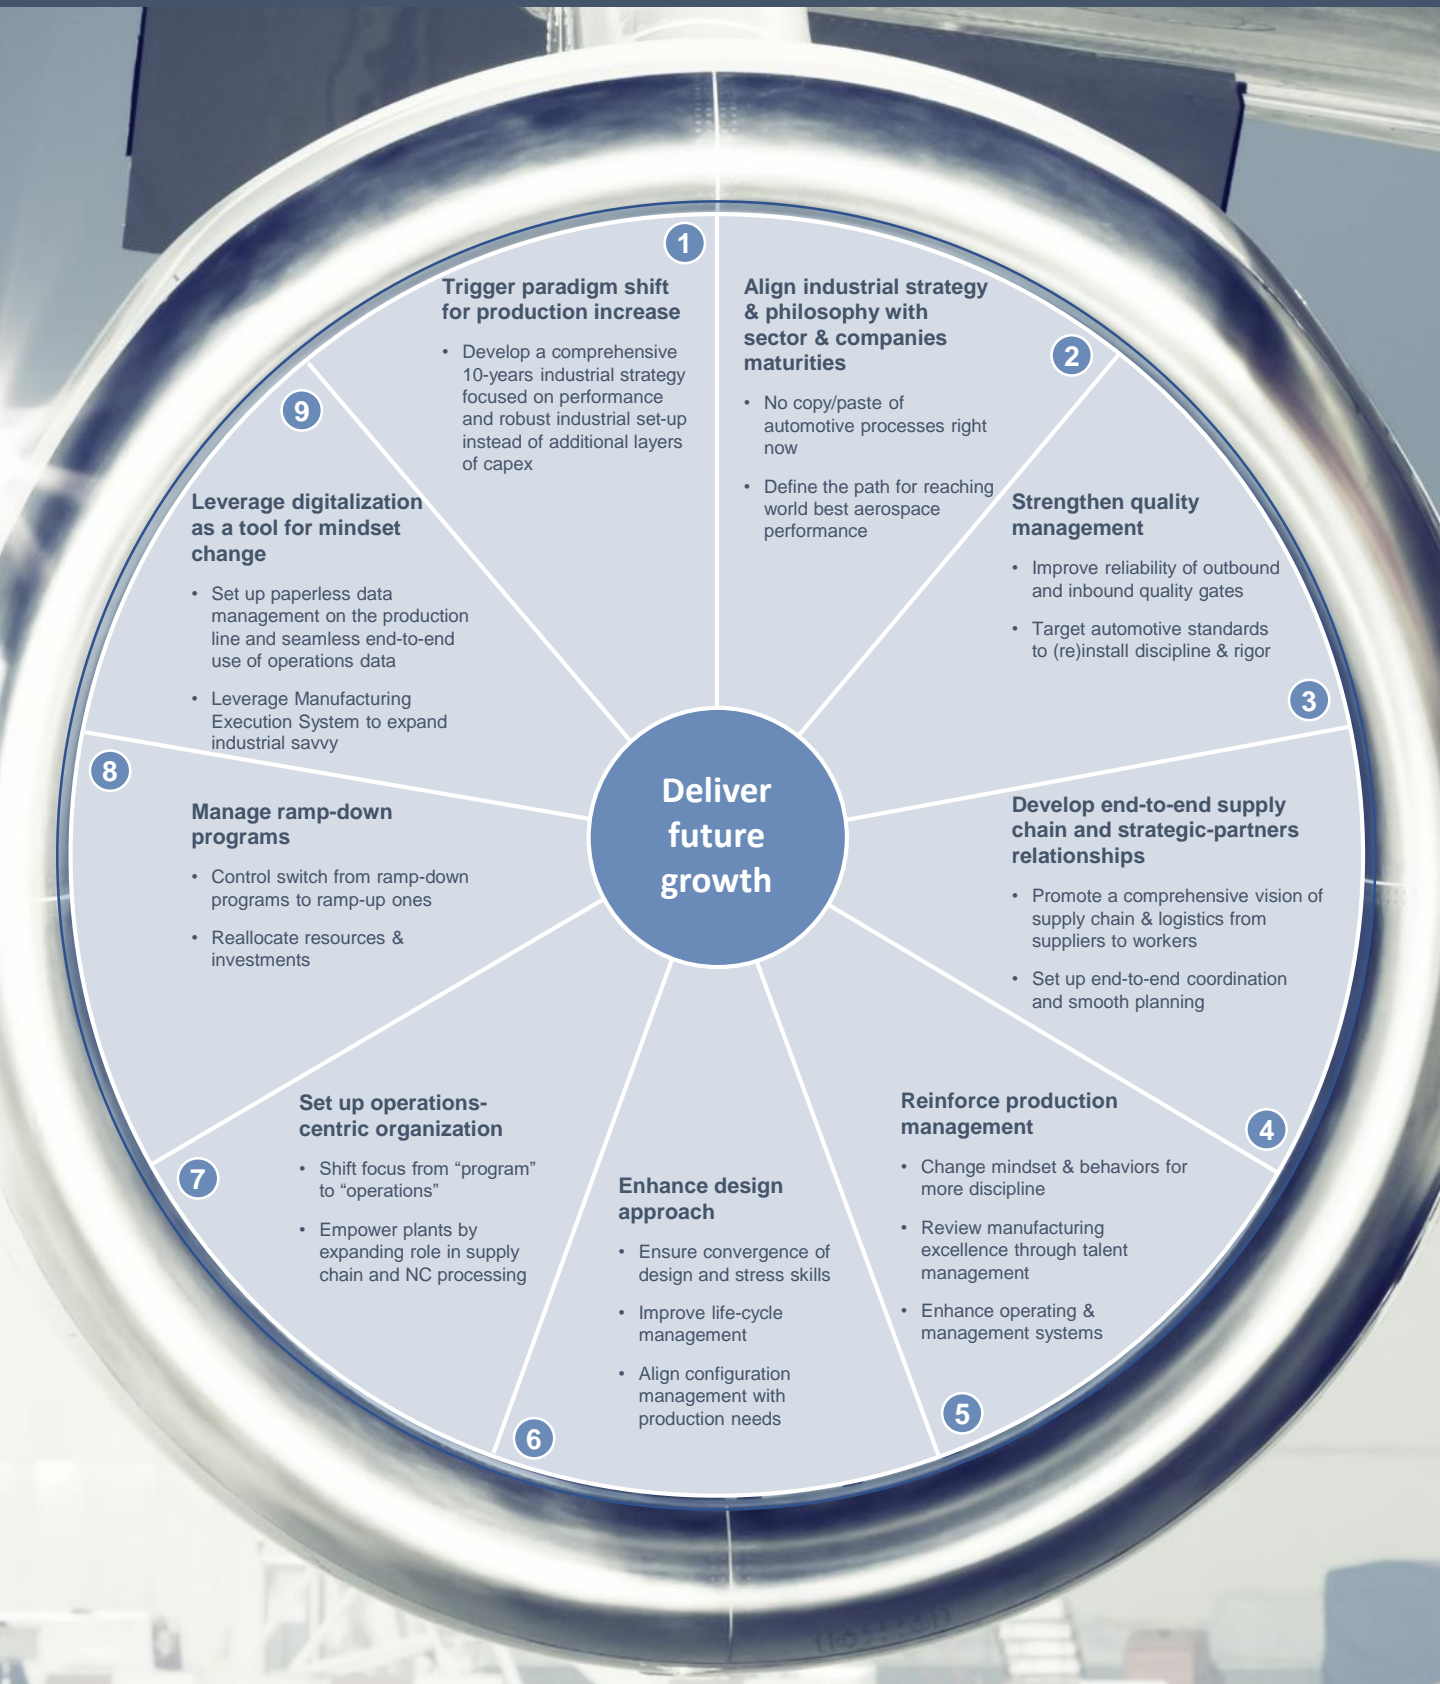 1
Trigger paradigm shift
for production increase
• Develop a comprehensive
10-years industrial strategy
focused on performance
and robust industrial set-up
instead of additional layers
of capex
2
Align industrial strategy
& philosophy with
sector & companies
maturities
• No copy/paste of
automotive processes right
now
• Define the path for reaching
world best aerospace
performance
3
Strengthen quality
management
• Improve reliability of outbound
and inbound quality gates
• Target automotive standards
to (re)install discipline & rigor
4
Develop end-to-end supply
chain and strategic-partners
relationships
• Promote a comprehensive vision of
supply chain & logistics from
suppliers to workers
• Set up end-to-end coordination
and smooth planning
5
Reinforce production
management
• Change mindset & behaviors for
more discipline
• Review manufacturing
excellence through talent
management
• Enhance operating &
management systems
6
Enhance design
approach
• Ensure convergence of
design and stress skills
• Improve life-cycle
management
• Align configuration
management with
production needs
7
Set up operations-
centric organization
• Shift focus from “program”
to “operations”
• Empower plants by
expanding role in supply
chain and NC processing
8
Manage ramp-down
programs
• Control switch from ramp-down
programs to ramp-up ones
• Reallocate resources &
investments
9
Leverage digitalization
as a tool for mindset
change
• Set up paperless data
management on the production
line and seamless end-to-end
use of operations data
• Leverage Manufacturing
Execution System to expand
industrial savvy
Deliver
future
growth